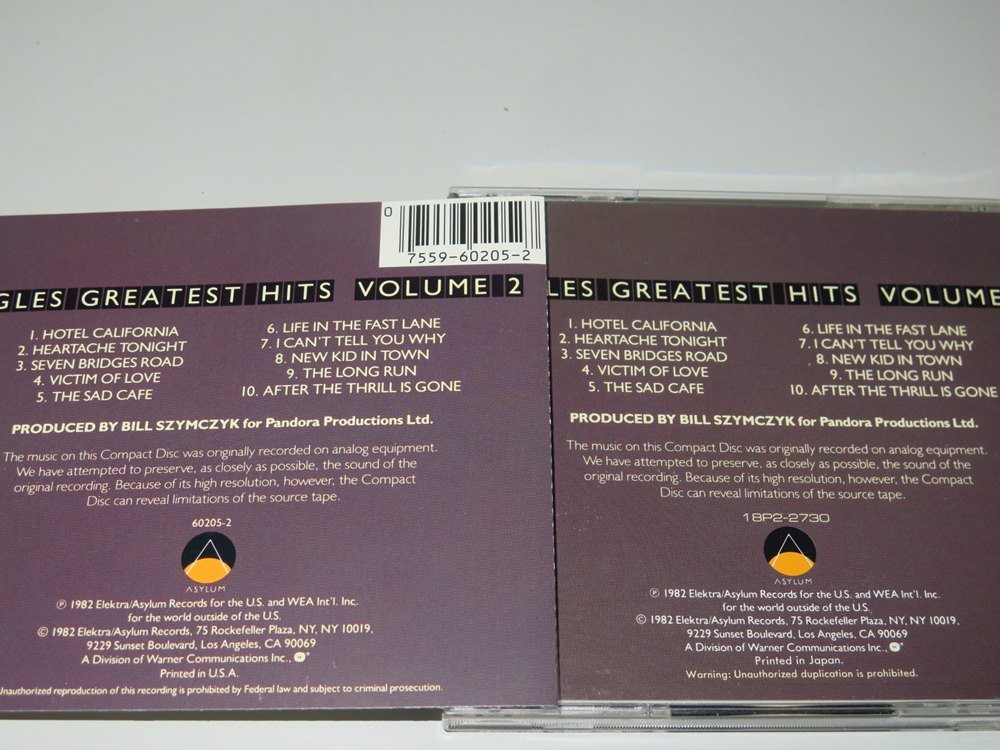 0
7559-60205-2
GLES GREATEST HITS VOLUME 2
1. HOTEL CALIFORNIA
2. HEARTACHE TONIGHT
3. SEVEN BRIDGES ROAD
4. VICTIM OF LOVE
5. THE SAD CAFE
6. LIFE IN THE FAST LANE
7. I CAN'T TELL YOU WHY
8. NEW KID IN TOWN
9. THE LONG RUN
10. AFTER THE THRILL IS GONE
PRODUCED BY BILL SZYMCZYK for Pandora Productions Ltd.
The music on this Compact Disc was originally recorded on analog equipment.
We have attempted to preserve, as closely as possible, the sound of the
original recording. Because of its high resolution, however, the Compact
Disc can reveal limitations of the source tape.
60205-2
ASYLUM
℗ 1982 Elektra/Asylum Records for the U.S. and WEA Int'l. Inc.
for the world outside of the U.S.
© 1982 Elektra/Asylum Records, 75 Rockefeller Plaza, NY, NY 10019,
9229 Sunset Boulevard, Los Angeles, CA 90069
A Division of Warner Communications Inc.,
Printed in U.S.A.
Unauthorized reproduction of this recording is prohibited by Federal law and subject to criminal prosecution.
LES GREATEST HITS VOLUME
1. HOTEL CALIFORNIA
2. HEARTACHE TONIGHT
3. SEVEN BRIDGES ROAD
4. VICTIM OF LOVE
5. THE SAD CAFE
6. LIFE IN THE FAST LANE
7. I CAN'T TELL YOU WHY
8. NEW KID IN TOWN
9. THE LONG RUN
10. AFTER THE THRILL IS GONE
PRODUCED BY BILL SZYMCZYK for Pandora Productions Ltd.
The music on this Compact Disc was originally recorded on analog equipment.
We have attempted to preserve, as closely as possible, the sound of the
original recording. Because of its high resolution, however, the Compact
Disc can reveal limitations of the source tape.
18P2-2730
ASYLUM
℗ 1982 Elektra/Asylum Records for the U.S. and WEA Int'l. Inc.
for the world outside of the U.S.
© 1982 Elektra/Asylum Records, 75 Rockefeller Plaza, NY, NY 10019,
9229 Sunset Boulevard, Los Angeles, CA 90069
A Division of Warner Communications Inc.,
Printed in Japan.
Warning: Unauthorized duplication is prohibited.